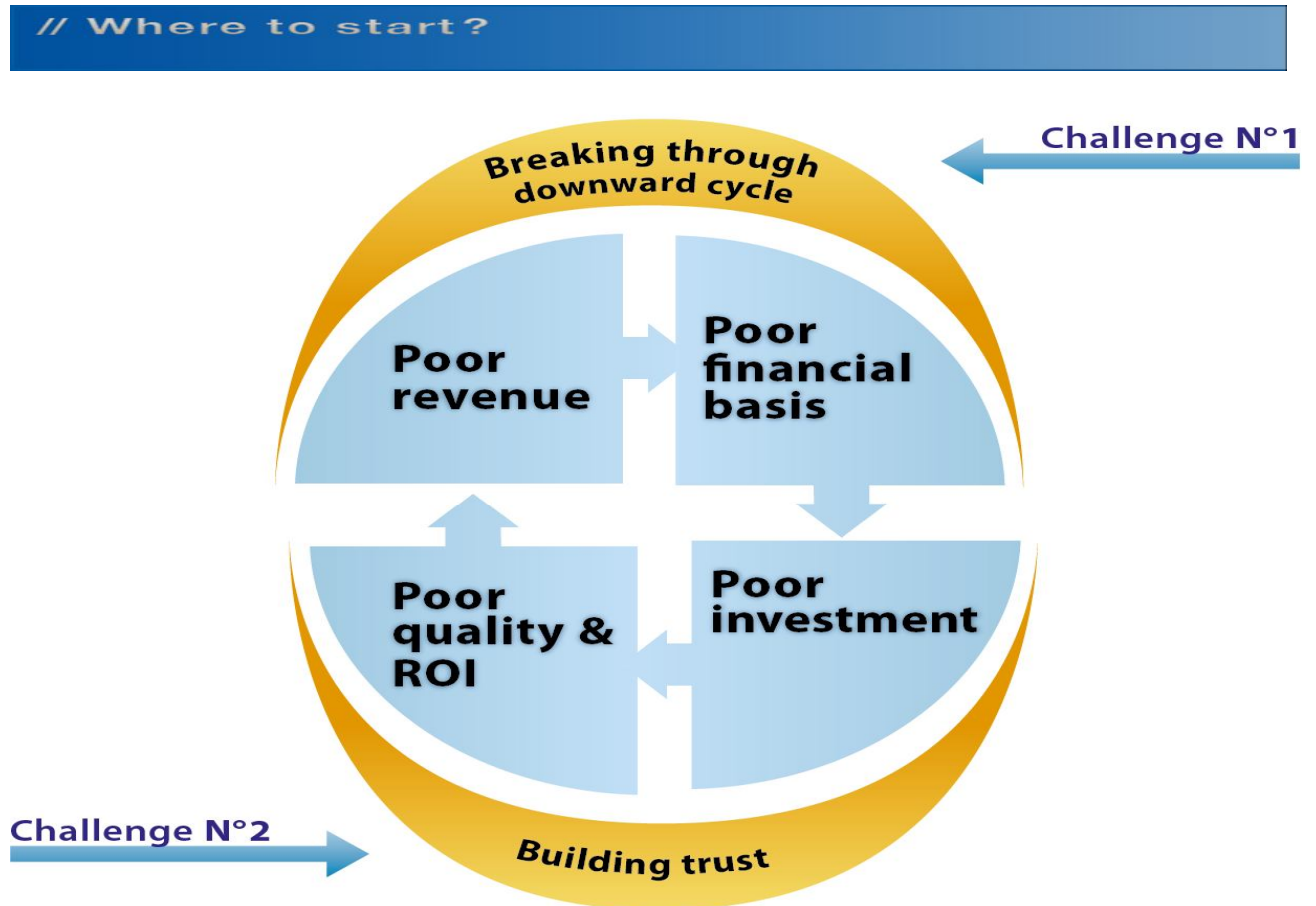 // Where to start?
Challenge N°1
Breaking through
downward cycle
Poor
revenue
Poor
financial
basis
Poor
quality &
ROI
Poor
investment
Challenge N°2
Building trust